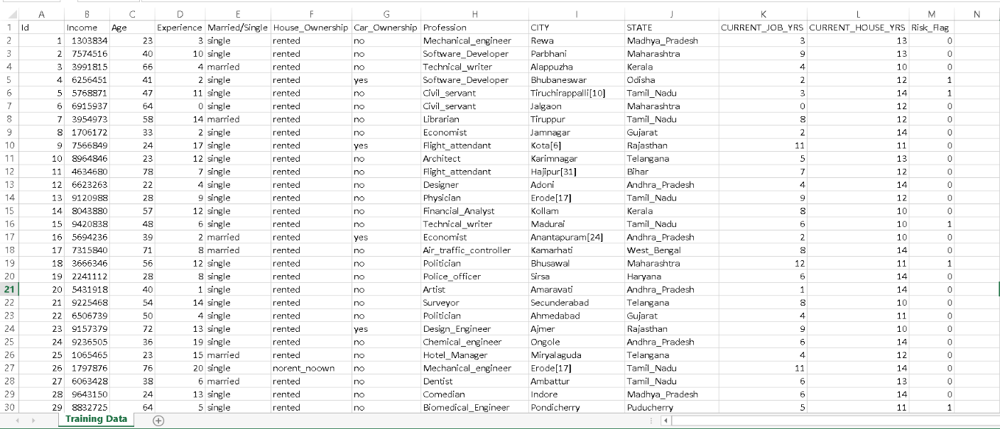 A B C D E F G H I J K L M N
1 Id Income Age Experience Married/Single House_Ownership Car_Ownership Profession CITY STATE CURRENT_JOB_YRS CURRENT_HOUSE_YRS Risk_Flag
2 1 1303834 23 3 single rented no Mechanical_engineer Rewa Madhya_Pradesh 3 13 0
3 2 7574516 40 10 single rented no Software_Developer Parbhani Maharashtra 9 13 0
4 3 3991815 66 4 married rented no Technical_writer Alappuzha Kerala 4 10 0
5 4 6256451 41 2 single rented yes Software_Developer Bhubaneswar Odisha 2 12 1
6 5 5768871 47 11 single rented no Civil_servant Tiruchirappalli[10] Tamil_Nadu 3 14 1
7 6 6915937 64 0 single rented no Civil_servant Jalgaon Maharashtra 0 12 0
8 7 3954973 58 14 married rented no Librarian Tiruppur Tamil_Nadu 8 12 0
9 8 1706172 33 2 single rented no Economist Jamnagar Gujarat 2 14 0
10 9 7566849 24 17 single rented yes Flight_attendant Kota[6] Rajasthan 11 11 0
11 10 8964846 23 12 single rented no Architect Karimnagar Telangana 5 13 0
12 11 4634680 78 7 single rented no Flight_attendant Hajipur[31] Bihar 7 12 0
13 12 6623263 22 4 single rented no Designer Adoni Andhra_Pradesh 4 14 0
14 13 9120988 28 9 single rented no Physician Erode[17] Tamil_Nadu 9 12 0
15 14 8043880 57 12 single rented no Financial_Analyst Kollam Kerala 8 10 0
16 15 9420838 48 6 single rented no Technical_writer Madurai Tamil_Nadu 6 10 1
17 16 5694236 39 2 married rented yes Economist Anantapuram[24] Andhra_Pradesh 2 10 0
18 17 7315840 71 8 married rented no Air_traffic_controller Kamarhati West_Bengal 8 14 0
19 18 3666346 56 12 single rented no Politician Bhusawal Maharashtra 12 11 1
20 19 2241112 28 8 single rented no Police_officer Sirsa Haryana 6 14 0
21 20 5431918 40 1 single rented no Artist Amaravati Andhra_Pradesh 1 14 0
22 21 9225468 54 14 single rented no Surveyor Secunderabad Telangana 8 10 0
23 22 6506739 50 4 single rented no Politician Ahmedabad Gujarat 4 11 0
24 23 9157379 72 13 single rented yes Design_Engineer Ajmer Rajasthan 9 10 0
25 24 9236505 36 19 single rented no Chemical_engineer Ongole Andhra_Pradesh 6 14 0
26 25 1065465 23 15 married rented no Hotel_Manager Miryalaguda Telangana 4 12 0
27 26 1797876 76 20 single norent_noown no Mechanical_engineer Erode[17] Tamil_Nadu 11 14 0
28 27 6063428 38 6 married rented no Dentist Ambattur Tamil_Nadu 6 13 0
29 28 9643150 24 13 single rented no Comedian Indore Madhya_Pradesh 6 14 0
30 29 8832725 64 5 single rented no Biomedical_Engineer Pondicherry Puducherry 5 11 1
Training Data